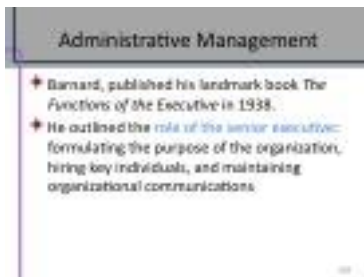 Administrative Management
Barnard, published his landmark book The
Functions of the Executive in 1938.
He outlined the role of the senior executive:
formulating the purpose of the organization,
hiring key individuals, and maintaining
organizational communications